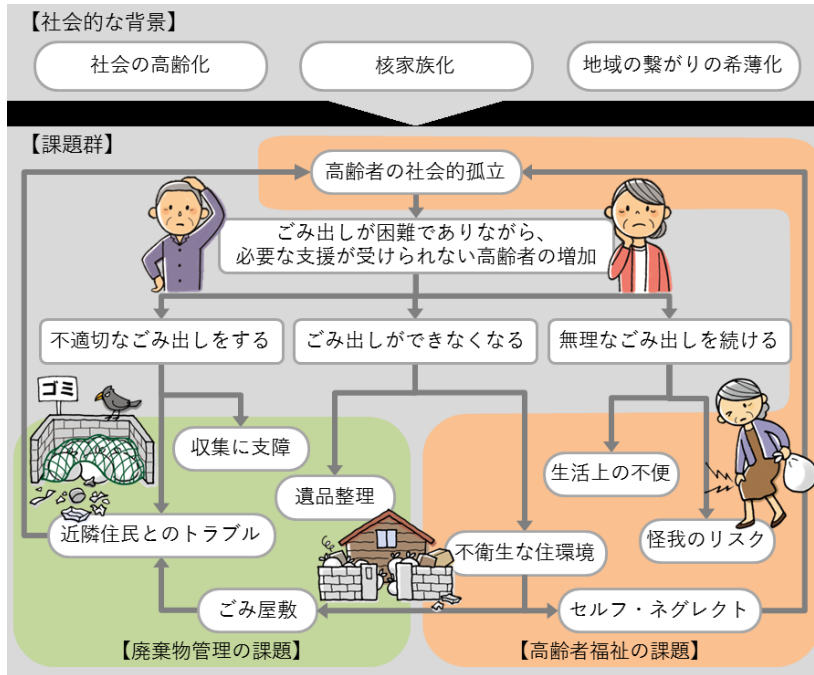 【社会的な背景】
社会の高齢化
核家族化
地域の繋がりの希薄化
【課題群】
高齢者の社会的孤立
ごみ出しが困難でありながら、
必要な支援が受けられない高齢者の増加
不適切なごみ出しをする
ごみ出しができなくなる
無理なごみ出しを続ける
ゴミ
収集に支障
生活上の不便
遺品整理
近隣住民とのトラブル
不衛生な住環境
怪我のリスク
ごみ屋敷
セルフ・ネグレクト
【廃棄物管理の課題】
【高齢者福祉の課題】